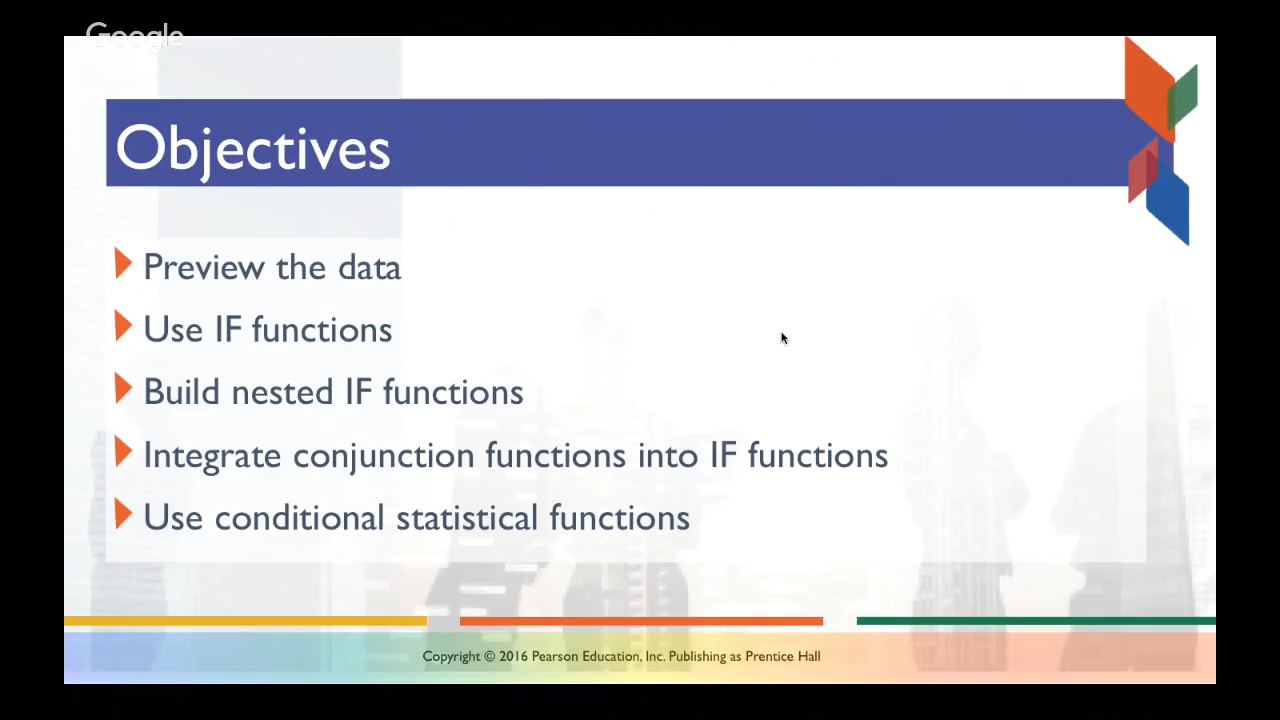 Google
Objectives
Preview the data
Use IF functions
Build nested IF functions
Integrate conjunction functions into IF functions
Use conditional statistical functions
Copyright © 2016 Pearson Education, Inc. Publishing as Prentice Hall